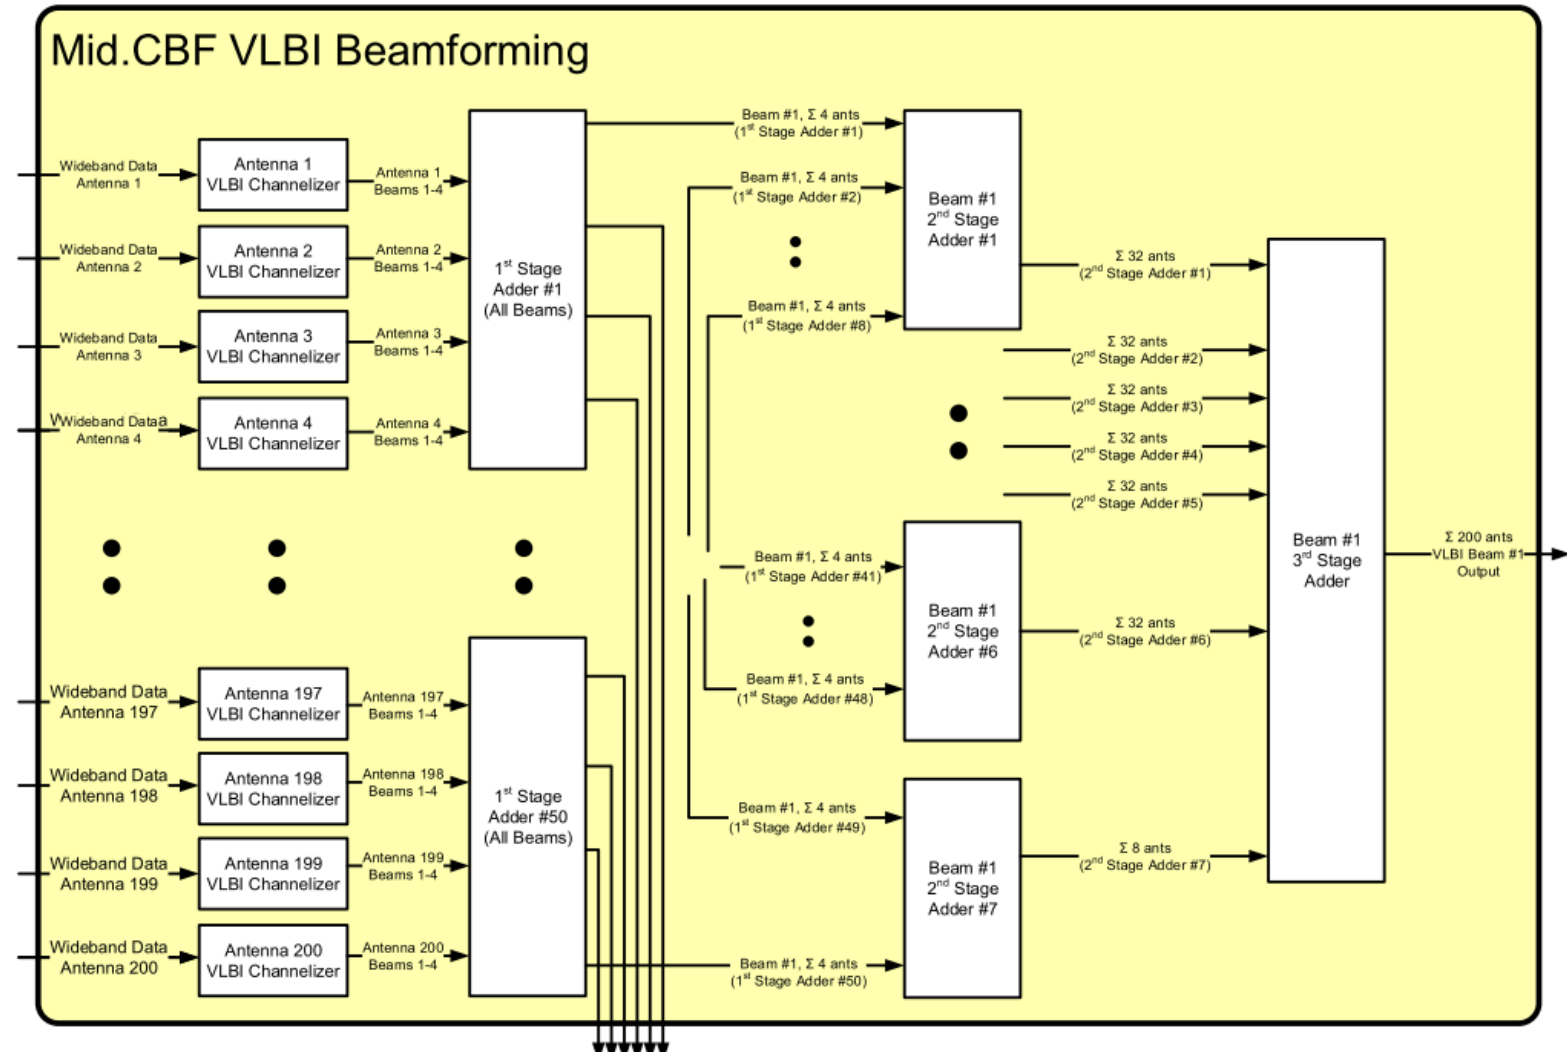 Mid.CBF VLBI Beamforming
Wideband Data
Antenna 1
Antenna 1
VLBI Channelizer
Antenna 1
Beams 1-4
Wideband Data
Antenna 2
Antenna 2
VLBI Channelizer
Antenna 2
Beams 1-4
Wideband Data
Antenna 3
Antenna 3
VLBI Channelizer
Antenna 3
Beams 1-4
Wideband Data
Antenna 4
Antenna 4
VLBI Channelizer
Antenna 4
Beams 1-4
1st Stage
Adder #1
(All Beams)
Wideband Data
Antenna 197
Antenna 197
VLBI Channelizer
Antenna 197
Beams 1-4
Wideband Data
Antenna 198
Antenna 198
VLBI Channelizer
Antenna 198
Beams 1-4
Wideband Data
Antenna 199
Antenna 199
VLBI Channelizer
Antenna 199
Beams 1-4
Wideband Data
Antenna 200
Antenna 200
VLBI Channelizer
Antenna 200
Beams 1-4
1st Stage
Adder #50
(All Beams)
Beam #1, Σ 4 ants
(1st Stage Adder #1)
Beam #1, Σ 4 ants
(1st Stage Adder #2)
Beam #1, Σ 4 ants
(1st Stage Adder #8)
Beam #1
2nd Stage
Adder #1
Beam #1, Σ 4 ants
(1st Stage Adder #41)
Beam #1, Σ 4 ants
(1st Stage Adder #48)
Beam #1
2nd Stage
Adder #6
Beam #1, Σ 4 ants
(1st Stage Adder #49)
Beam #1, Σ 4 ants
(1st Stage Adder #50)
Beam #1
2nd Stage
Adder #7
Σ 32 ants
(2nd Stage Adder #1)
Σ 32 ants
(2nd Stage Adder #2)
Σ 32 ants
(2nd Stage Adder #3)
Σ 32 ants
(2nd Stage Adder #4)
Σ 32 ants
(2nd Stage Adder #5)
Σ 32 ants
(2nd Stage Adder #6)
Σ 8 ants
(2nd Stage Adder #7)
Beam #1
3rd Stage
Adder
Σ 200 ants
VLBI Beam #1
Output